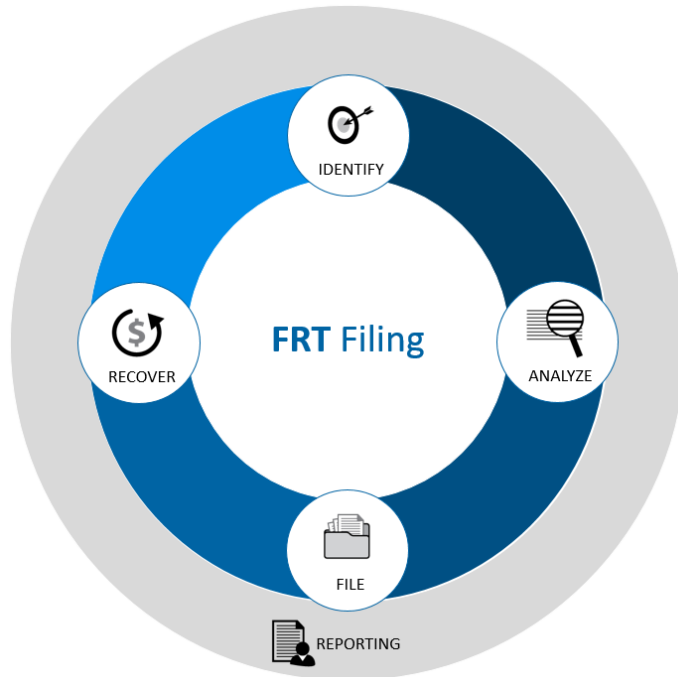 IDENTIFY
RECOVER
FRT Filing
ANALYZE
FILE
REPORTING